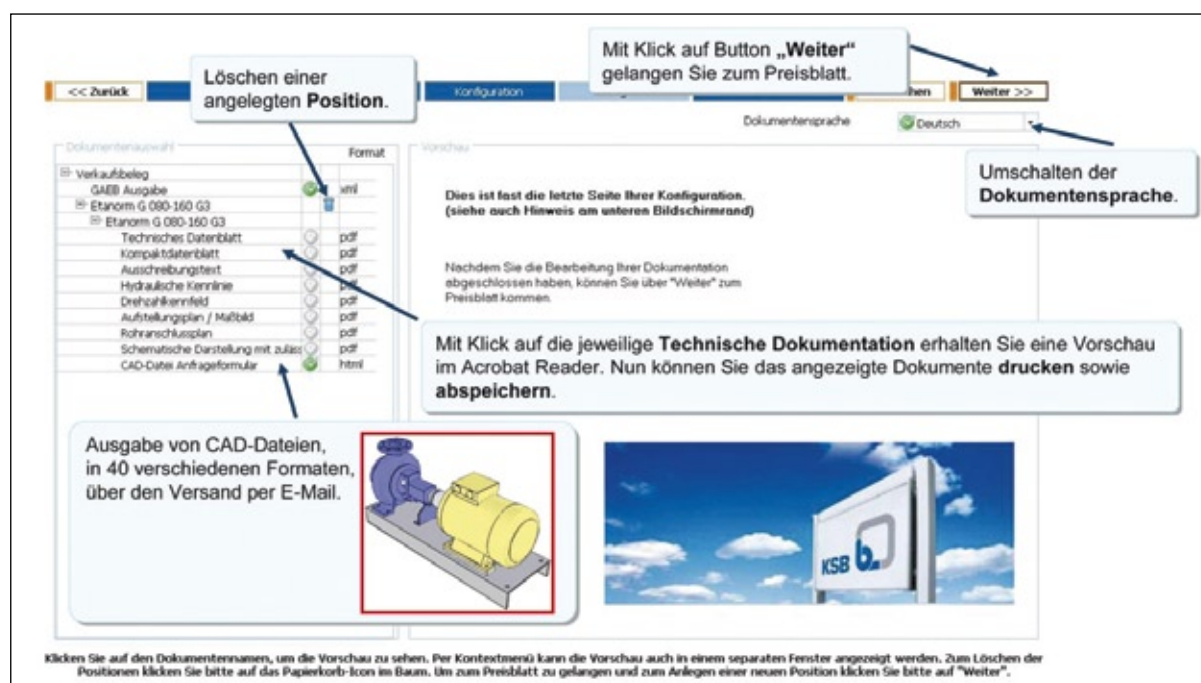 Mit Klick auf Button „Weiter“
gelangen Sie zum Preisblatt.
Löschen einer
angelegten Position.
<< Zurück
Konfiguration
Weiter >>
Dokumentensprache
Deutsch
Umschalten der
Dokumentensprache.
Dokumentenauswahl
Format
Vorschau
Verkaufsbeleg
GAEB Ausgabe
xml
Etanorm G 080-160 G3
Etanorm G 080-160 G3
Technisches Datenblatt pdf
Kompaktdatenblatt pdf
Ausschreibungstext pdf
Hydraulische Kennlinie pdf
Drehzahlkennfeld pdf
Aufstellungsplan / Maßbild pdf
Rohranschlussplan pdf
Schematische Darstellung mit zuläss pdf
CAD-Datei Anfrageformular html
Dies ist fast die letzte Seite Ihrer Konfiguration.
(siehe auch Hinweis am unteren Bildschirmrand)
Nachdem Sie die Bearbeitung Ihrer Dokumentation
abgeschlossen haben, können Sie über "Weiter" zum
Preisblatt kommen.
Mit Klick auf die jeweilige Technische Dokumentation erhalten Sie eine Vorschau
im Acrobat Reader. Nun können Sie das angezeigte Dokumente drucken sowie
abspeichern.
Ausgabe von CAD-Dateien,
in 40 verschiedenen Formaten,
über den Versand per E-Mail.
KSB
Klicken Sie auf den Dokumentennamen, um die Vorschau zu sehen. Per Kontextmenü kann die Vorschau auch in einem separaten Fenster angezeigt werden. Zum Löschen der
Positionen klicken Sie bitte auf das Papierkorb-Icon im Baum. Um zum Preisblatt zu gelangen und zum Anlegen einer neuen Position klicken Sie bitte auf "Weiter".